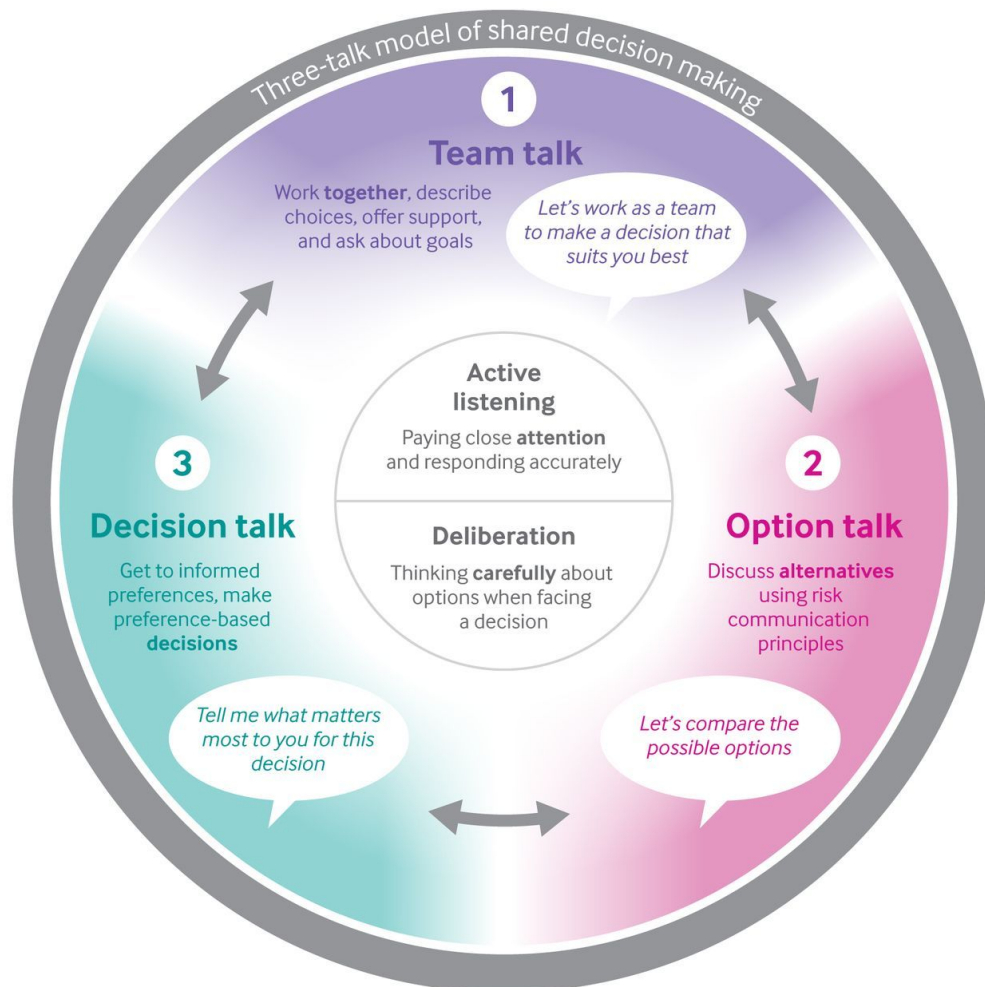 Three-talk model of shared decision making
1
Team talk
Work together, describe
choices, offer support,
and ask about goals
Let's work as a team
to make a decision that
suits you best
Active
listening
Paying close attention
and responding accurately
Deliberation
Thinking carefully about
options when facing
a decision
2
Option talk
Discuss alternatives
using risk
communication
principles
Let's compare the
possible options
3
Decision talk
Get to informed
preferences, make
preference-based
decisions
Tell me what matters
most to you for this
decision